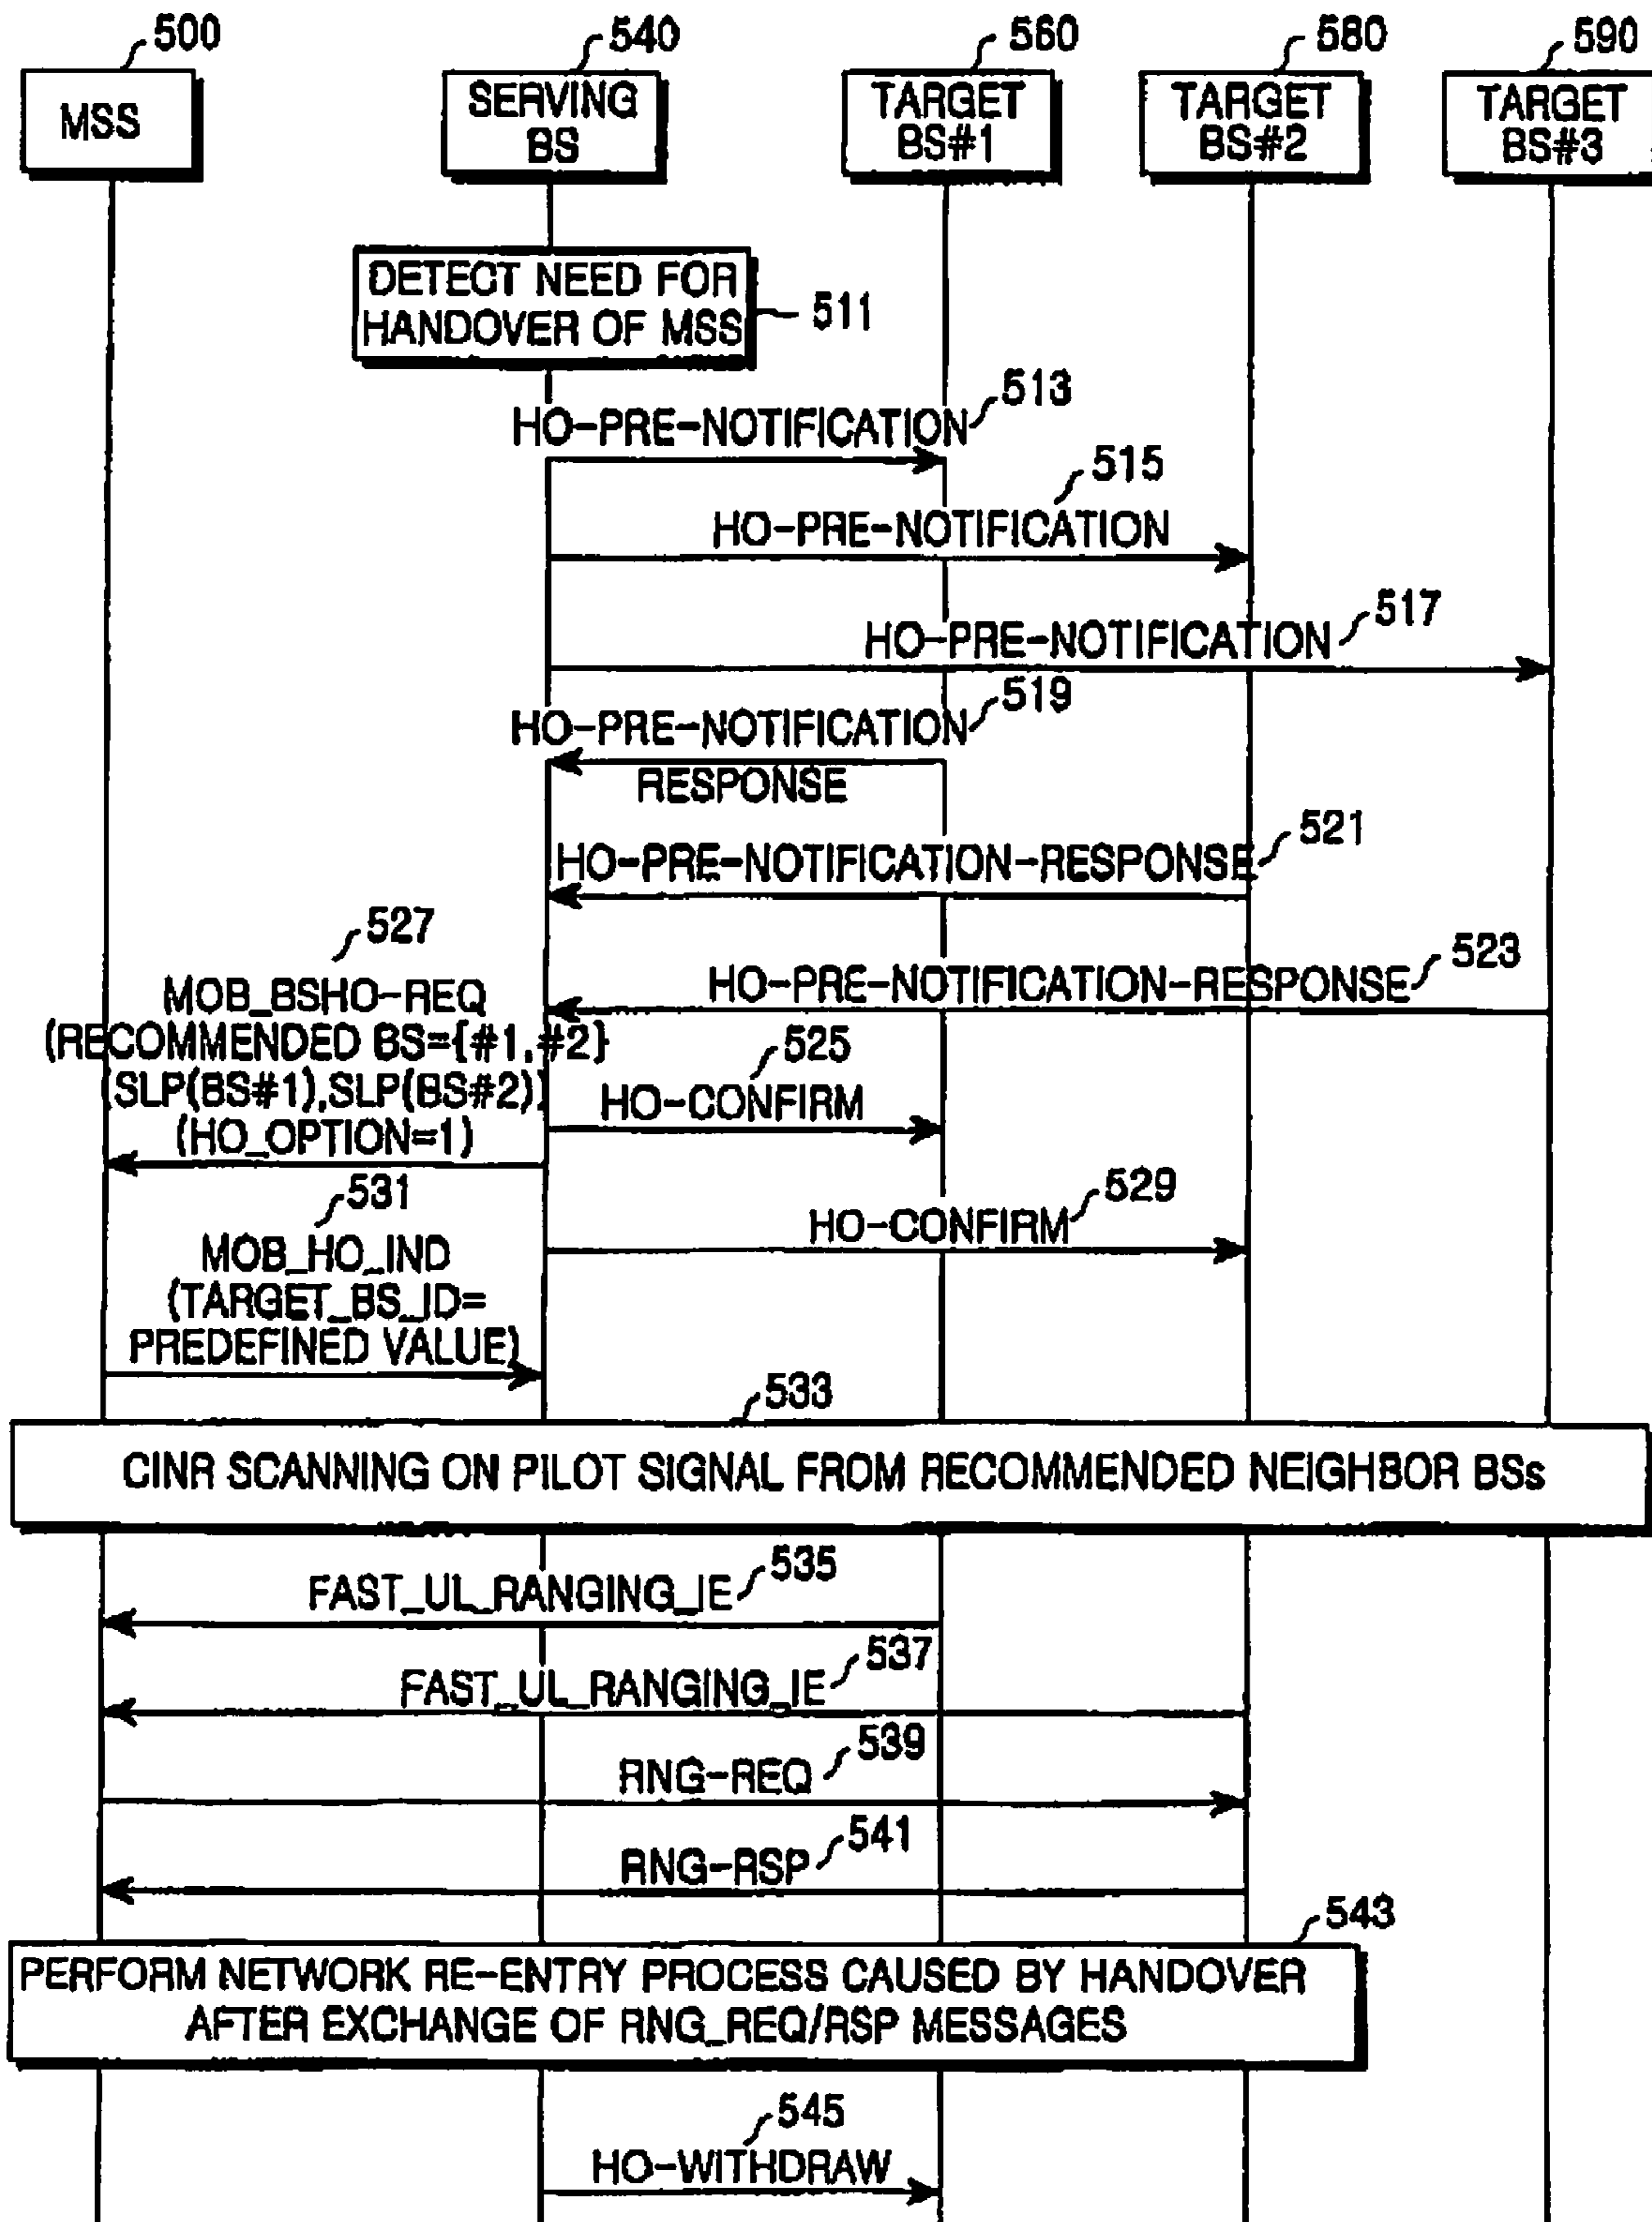 500
540
560
580
590
MSS
SERVING
BS
TARGET
BS#1
TARGET
BS#2
TARGET
BS#3
DETECT NEED FOR
HANDOVER OF MSS
511
HO-PRE-NOTIFICATION
513
HO-PRE-NOTIFICATION
515
HO-PRE-NOTIFICATION
517
HO-PRE-NOTIFICATION
RESPONSE
519
HO-PRE-NOTIFICATION-RESPONSE
521
HO-PRE-NOTIFICATION-RESPONSE
523
527
MOB_BSHO-REQ
(RECOMMENDED BS={#1,#2}
(SLP(BS#1),SLP(BS#2))
(HO_OPTION=1)
525
HO-CONFIRM
529
HO-CONFIRM
531
MOB_HO_IND
(TARGET_BS_ID=
PREDEFINED VALUE)
533
CINR SCANNING ON PILOT SIGNAL FROM RECOMMENDED NEIGHBOR BSs
FAST_UL_RANGING_IE
535
FAST_UL_RANGING_IE
537
RNG-REQ
539
RNG-RSP
541
543
PERFORM NETWORK RE-ENTRY PROCESS CAUSED BY HANDOVER
AFTER EXCHANGE OF RNG_REQ/RSP MESSAGES
545
HO-WITHDRAW